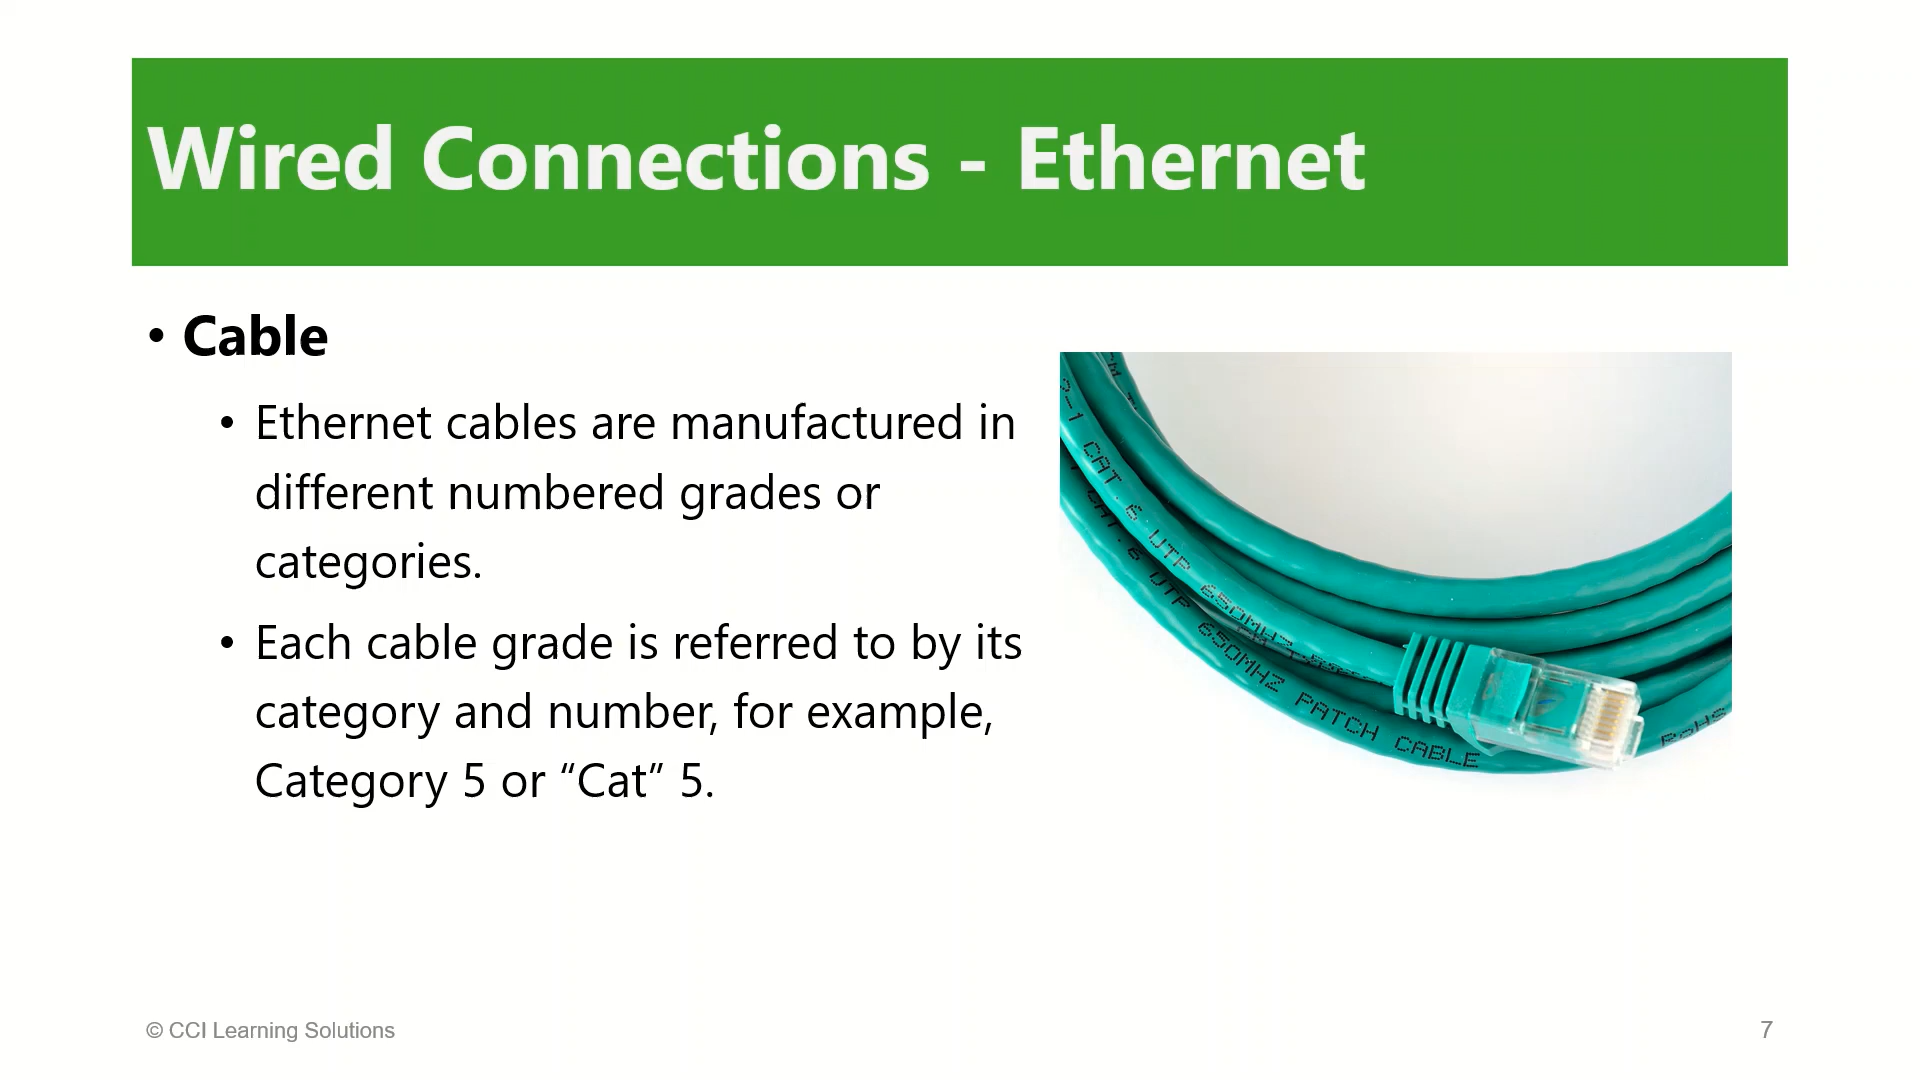 Wired Connections - Ethernet
• Cable
• Ethernet cables are manufactured in
different numbered grades or
categories.
• Each cable grade is referred to by its
category and number, for example,
Category 5 or “Cat” 5.
CAT.6 UTP 650MHZ
CAT.6 UTP 650MHZ PATCH CABLE
RoHS
© CCI Learning Solutions
7